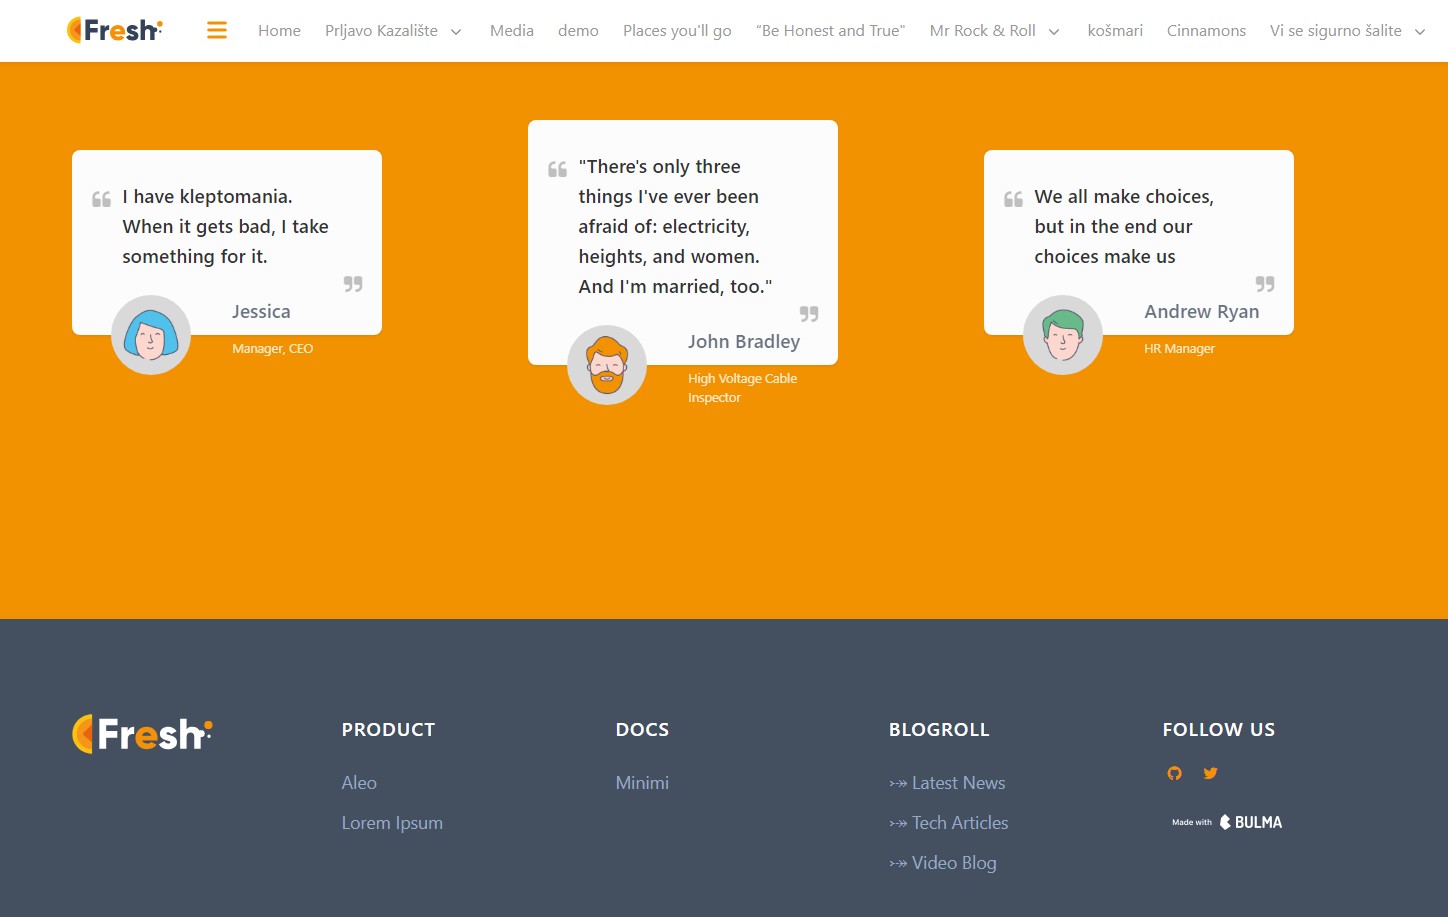 Fresh
Home Prljavo Kazalište Media demo Places you'll go “Be Honest and True” Mr Rock & Roll košmari Cinnamons Vi se sigurno šalite
I have kleptomania.
When it gets bad, I take
something for it.
Jessica
Manager, CEO
"There's only three
things I've ever been
afraid of: electricity,
heights, and women.
And I'm married, too."
John Bradley
High Voltage Cable
Inspector
We all make choices,
but in the end our
choices make us
Andrew Ryan
HR Manager
Fresh
PRODUCT
Aleo
Lorem Ipsum
DOCS
Minimi
BLOGROLL
⤐ Latest News
⤐ Tech Articles
⤐ Video Blog
FOLLOW US
Made with BULMA